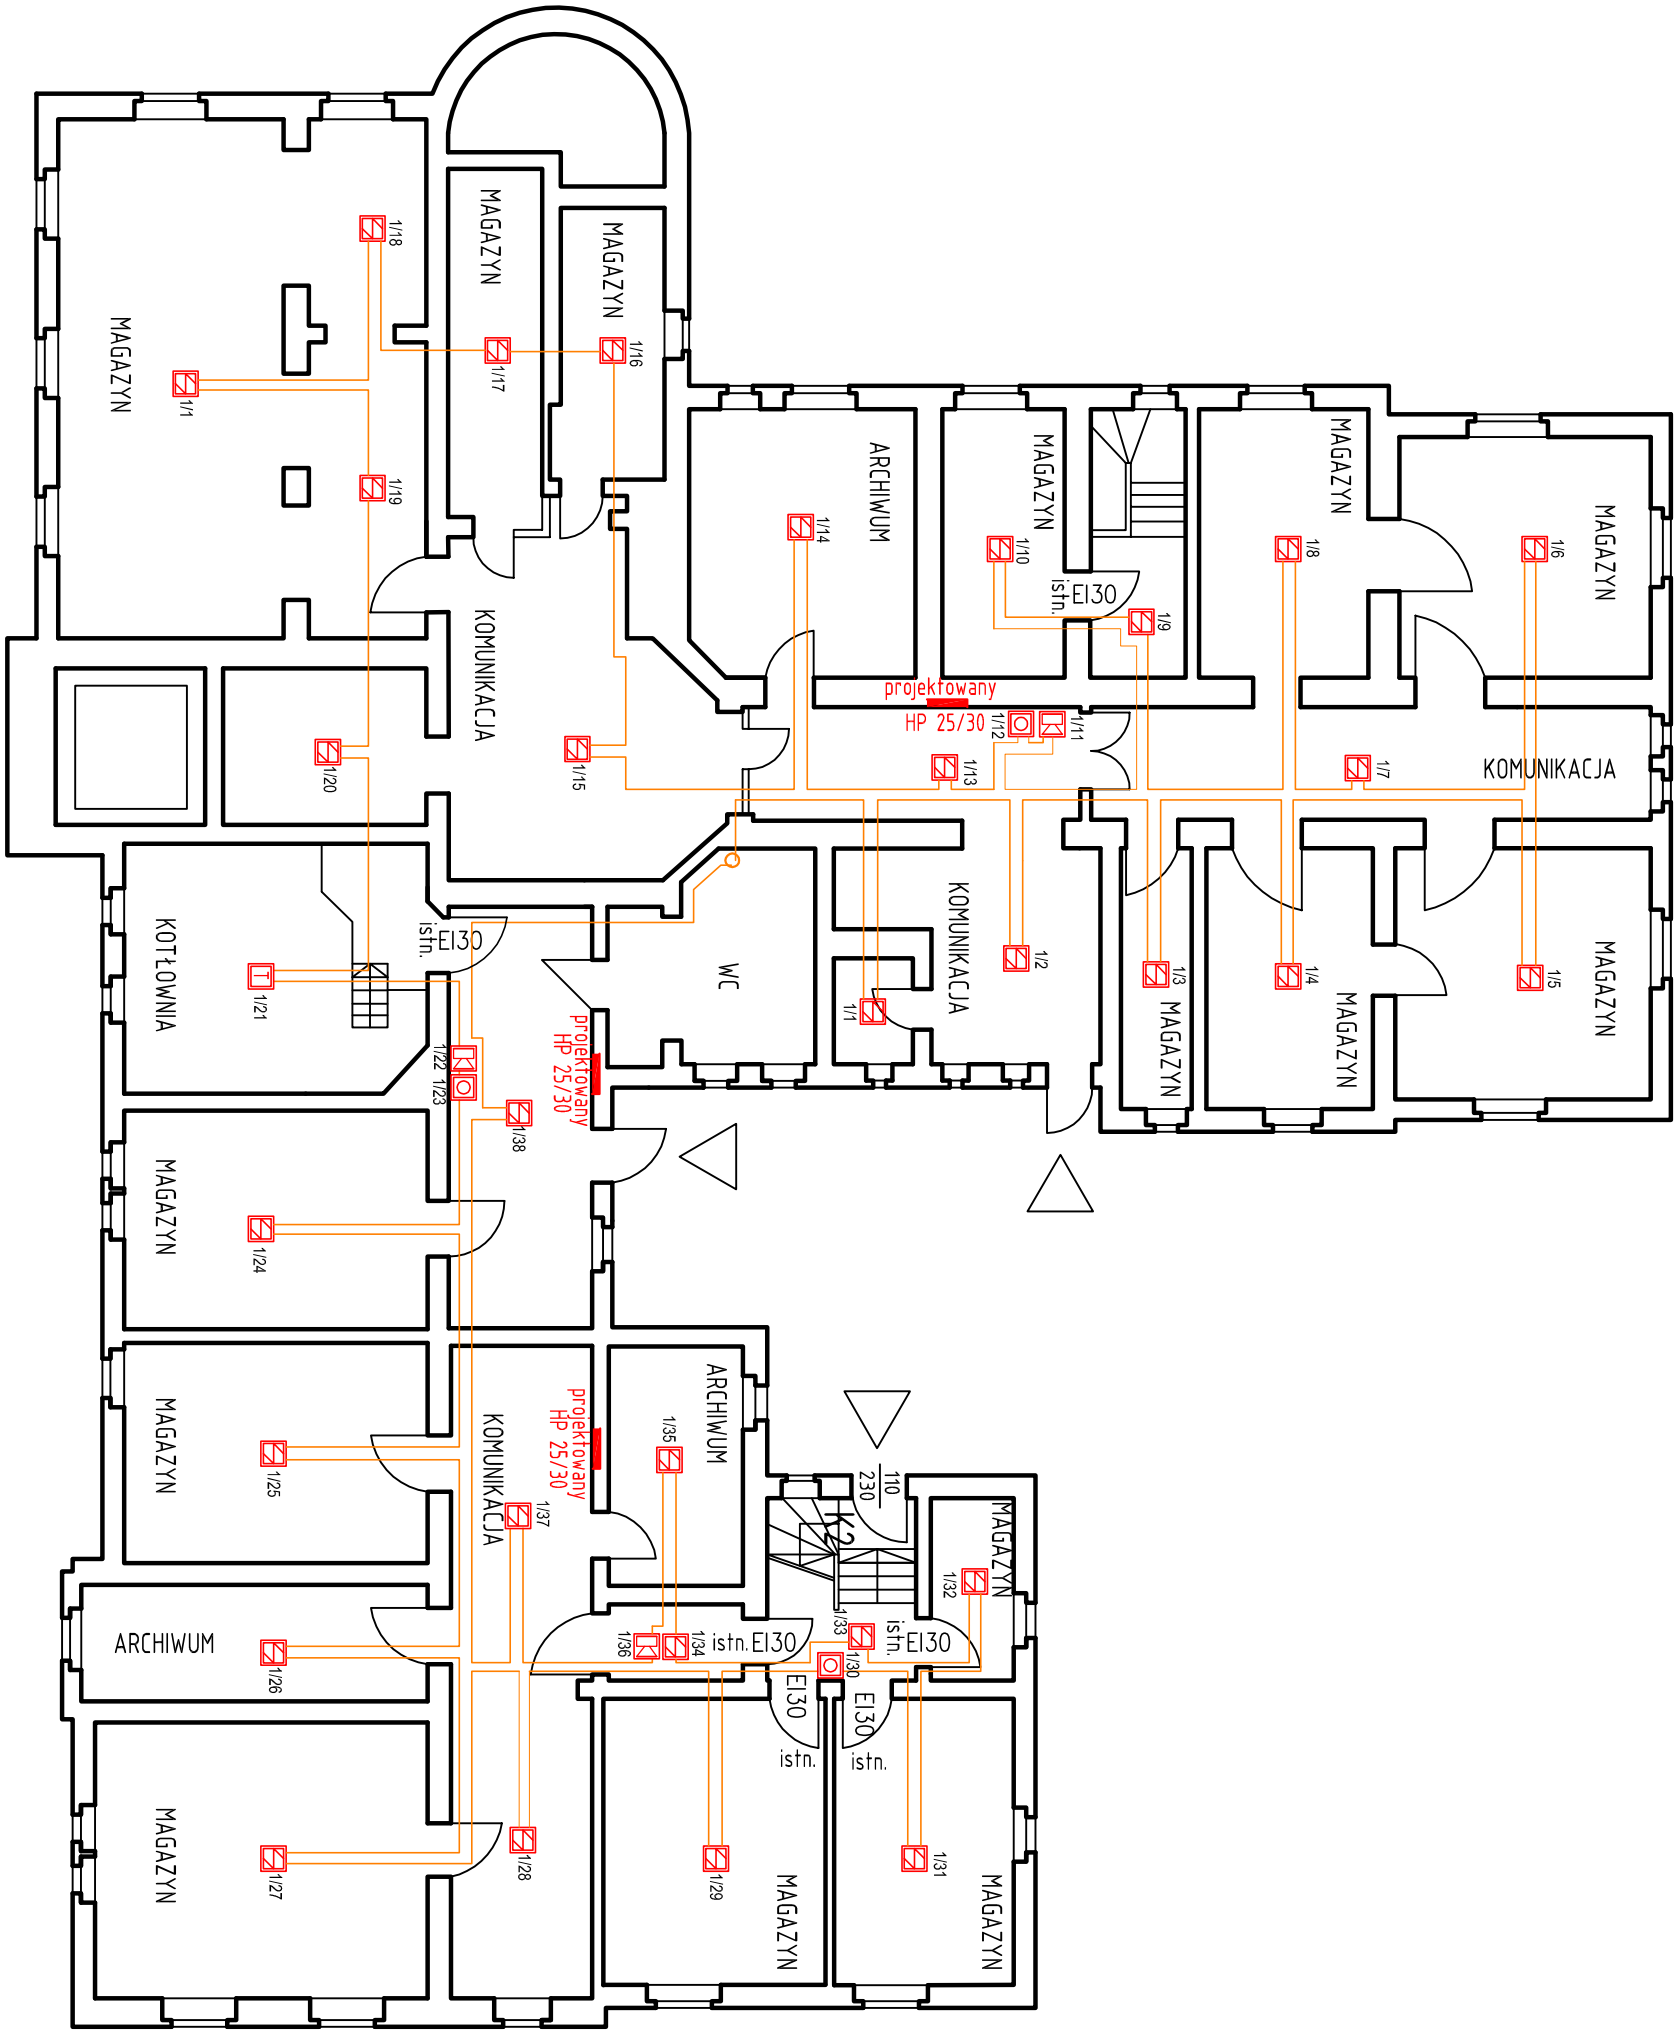 MAGAZYN
1/18
MAGAZYN
MAGAZYN
1/17
1/16
MAGAZYN
1/1
1/19
ARCHIWUM
1/14
MAGAZYN
1/10
istn.
EI30
1/9
MAGAZYN
1/8
MAGAZYN
1/6
KOMUNIKACJA
projektowany
HP 25/30
1/12
1/11
1/13
1/7
KOMUNIKACJA
1/20
1/15
KOTŁOWNIA
istn.
EI30
1/21
WC
KOMUNIKACJA
1/1
1/2
1/3
MAGAZYN
1/4
MAGAZYN
1/5
MAGAZYN
1/22
1/23
projektowany
HP 25/30
1/38
MAGAZYN
1/24
MAGAZYN
1/25
KOMUNIKACJA
projektowany
HP 25/30
1/37
ARCHIWUM
1/35
110
230
K2
MAGAZYN
1/32
ARCHIWUM
1/26
1/36
1/34
istn.EI30
1/33
istn.
EI30
1/30
EI30
istn.
EI30
istn.
MAGAZYN
1/27
1/28
1/29
MAGAZYN
1/31
MAGAZYN